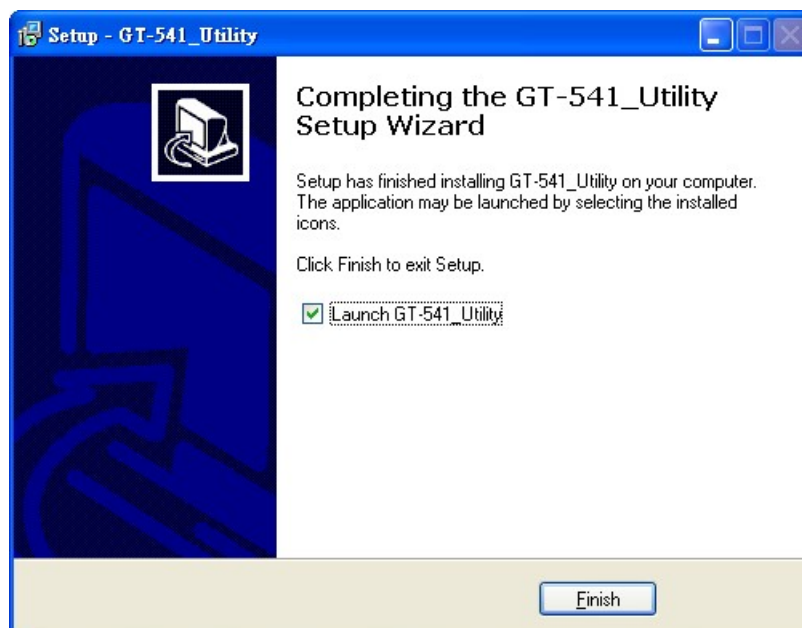 Setup - GT-541_Utility
Completing the GT-541_Utility
Setup Wizard
Setup has finished installing GT-541_Utility on your computer.
The application may be launched by selecting the installed
icons.
Click Finish to exit Setup.
Launch GT-541_Utility
Finish